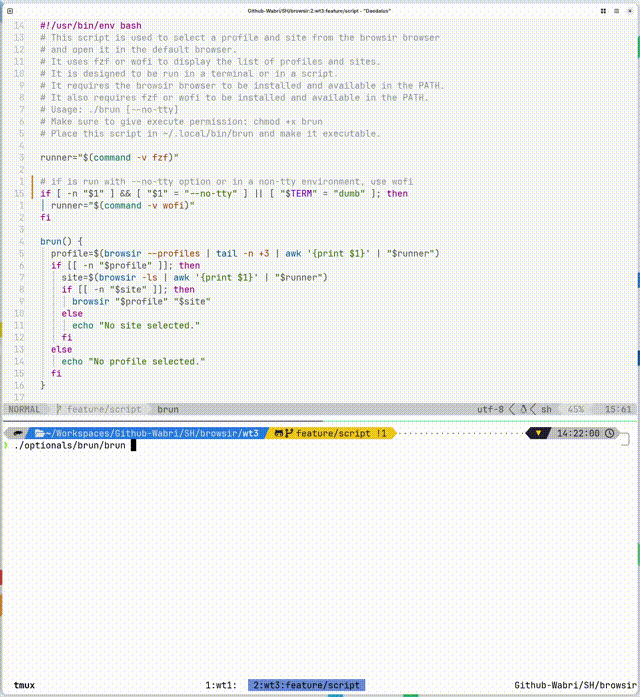 Github-Wabri/SH/browsir:2:wt3:feature/script - "Daedalus"
14 #!/usr/bin/env bash
13 # This script is used to select a profile and site from the browsir browser
12 # and open it in the default browser.
11 # It uses fzf or wofi to display the list of profiles and sites.
10 # It is designed to be run in a terminal or in a script.
9 # It requires the browsir browser to be installed and available in the PATH.
8 # It also requires fzf or wofi to be installed and available in the PATH.
7 # Usage: ./brun [--no-tty]
6 # Make sure to give execute permission: chmod +x brun
5 # Place this script in ~/.local/bin/brun and make it executable.
4
3 runner="$(command -v fzf)"
2
1 # if is run with --no-tty option or in a non-tty environment, use wofi
15 if [ -n "$1" ] && [ "$1" = "--no-tty" ] || [ "$TERM" = "dumb" ]; then
1 runner="$(command -v wofi)"
2 fi
3
4 brun() {
5 profile=$(browsir --profiles | tail -n +3 | awk '{print $1}' | "$runner")
6 if [[ -n "$profile" ]]; then
7 site=$(browsir -ls | awk '{print $1}' | "$runner")
8 if [[ -n "$site" ]]; then
9 browsir "$profile" "$site"
10 else
11 echo "No site selected."
12 fi
13 else
14 echo "No profile selected."
15 fi
16 }
17
NORMAL feature/script brun utf-8 sh 45% 15:61
~/Workspaces/Github-Wabri/SH/browsir/wt3 feature/script !1 14:22:00
❯ ./optionals/brun/brun
tmux 1:wt1: 2:wt3:feature/script Github-Wabri/SH/browsir